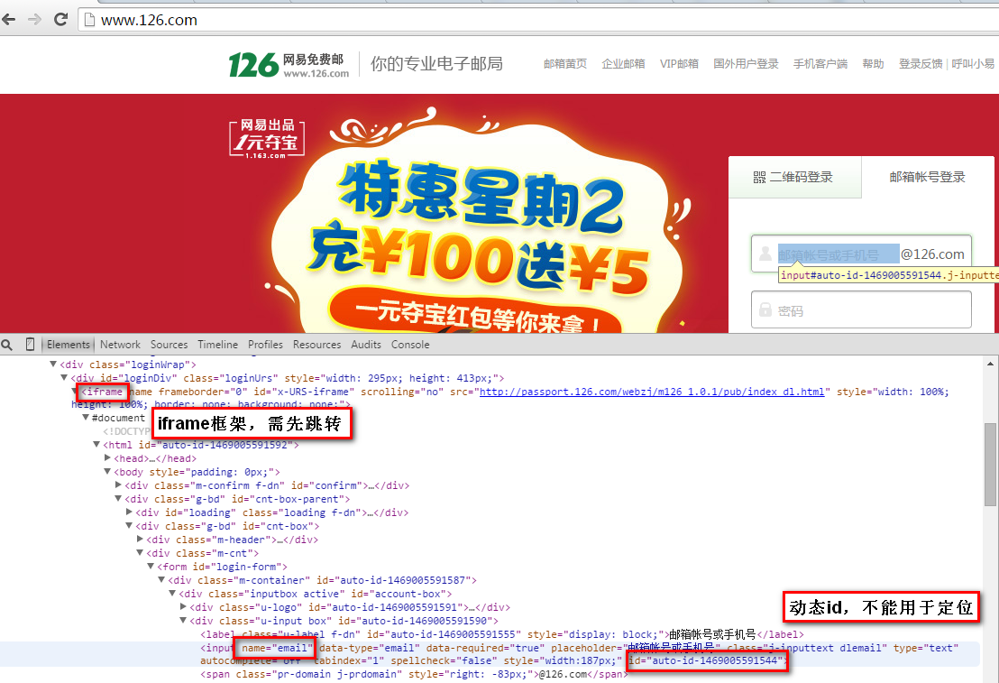 www.126.com
126 网易免费邮 www.126.com 你的专业电子邮局 邮箱黄页 企业邮箱 VIP邮箱 国外用户登录 手机客户端 帮助 登录反馈 | 呼叫小易
网易出品
1元夺宝
1.163.com
特惠星期2
充¥100送¥5
一元夺宝红包等你来拿！
二维码登录 邮箱帐号登录
邮箱帐号或手机号 @126.com
input#auto-id-1469005591544.j-inputte
密码
Elements Network Sources Timeline Profiles Resources Audits Console
▼<div class="loginWrap">
▼<div id="loginDiv" class="loginUrs" style="width: 295px; height: 413px;">
▼<iframe name frameborder="0" id="x-URS-iframe" scrolling="no" src="http://passport.126.com/webzj/m126_1.0.1/pub/index_dl.html" style="width: 100%;
height: 100%; border: none; background: none;">
▼#document
iframe框架，需先跳转
<!DOCTYP
▼<html id="auto-id-1469005591592">
▶<head>…</head>
▼<body style="padding: 0px;">
▶<div class="m-confirm f-dn" id="confirm">…</div>
▼<div class="g-bd" id="cnt-box-parent">
▶<div id="loading" class="loading f-dn">…</div>
▼<div class="g-bd" id="cnt-box">
▶<div class="m-header">…</div>
▼<div class="m-cnt">
▼<form id="login-form">
▼<div class="m-container" id="auto-id-1469005591587">
▼<div class="inputbox active" id="account-box">
▶<div class="u-logo" id="auto-id-1469005591591">…</div>
▼<div class="u-input box" id="auto-id-1469005591590">
动态id，不能用于定位
<label class="u-label f-dn" id="auto-id-1469005591555" style="display: block;">邮箱帐号或手机号</label>
<input name="email" data-type="email" data-required="true" placeholder="邮箱帐号或手机号" class="j-inputtext dlemail" type="text"
autocomplete="off" tabindex="1" spellcheck="false" style="width:187px;" id="auto-id-1469005591544">
<span class="pr-domain j-prdomain" style="right: -83px;">@126.com</span>